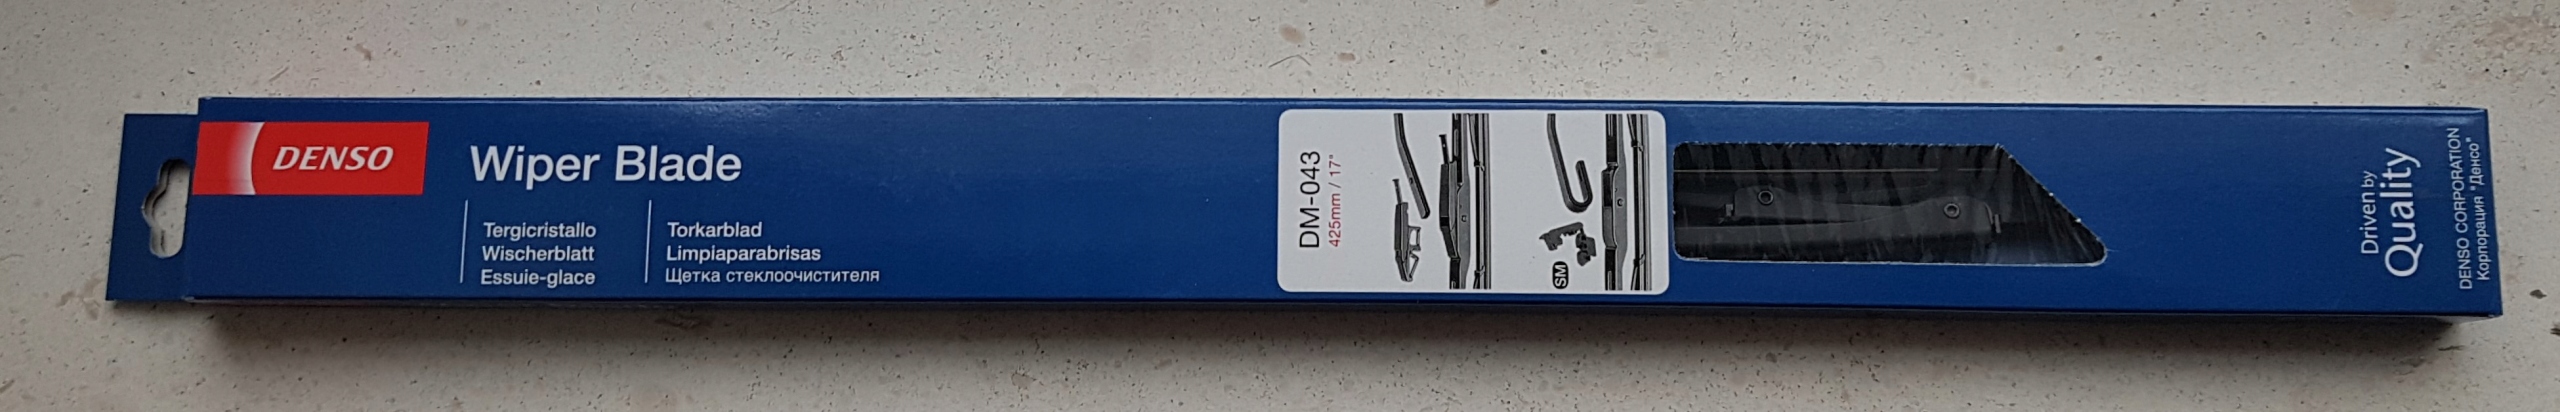 DENSO
Wiper Blade
Tergicristallo
Wischerblatt
Essuie-glace
Torkarblad
Limpiaparabrisas
Щетка стеклоочистителя
DM-043
425mm / 17"
SM
Driven by
Quality
DENSO CORPORATION
Корпорация "Денсо"